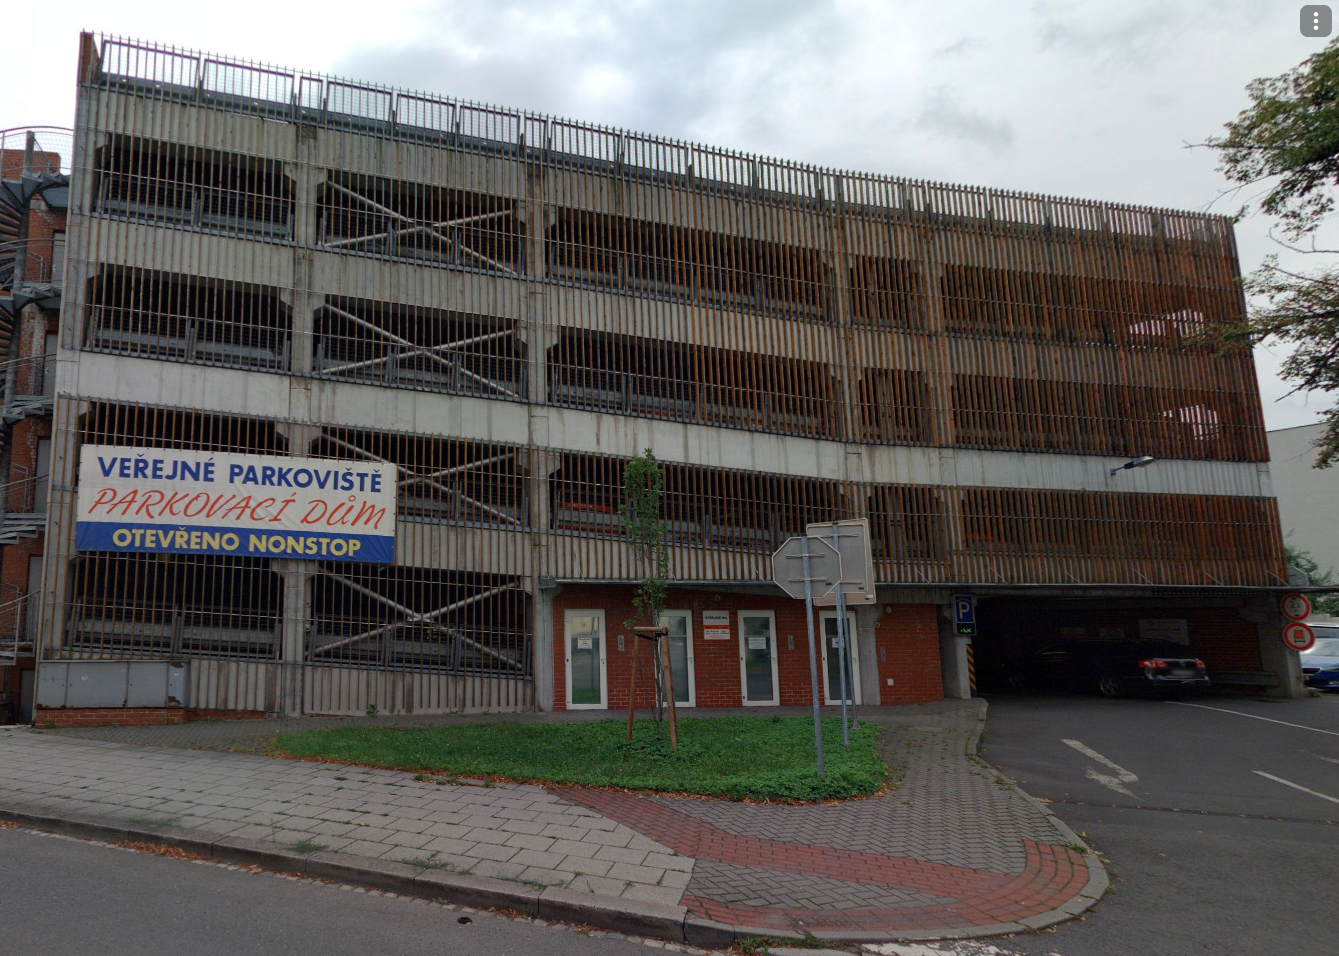 VEŘEJNÉ PARKOVIŠTĚ
PARKOVACÍ DŮM
OTEVŘENO NONSTOP
P